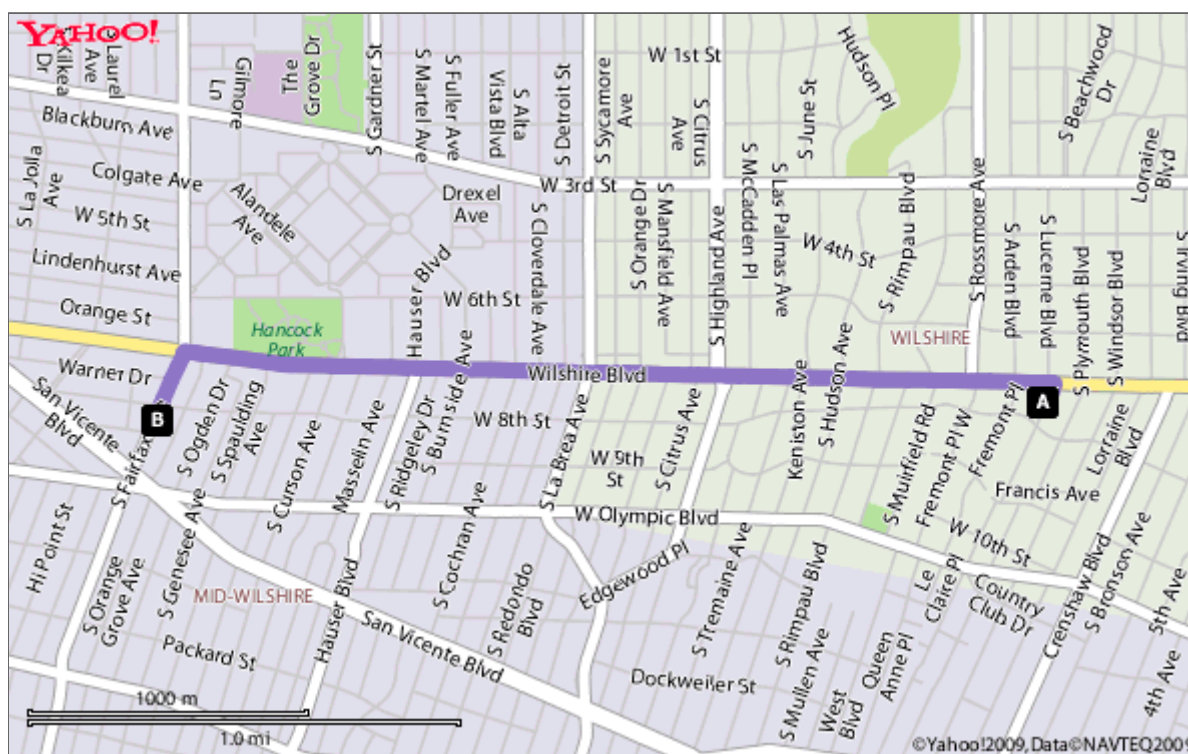 YAHOO!
S Kilkea Dr
S Laurel Ave
Gilmore Ln
The Grove Dr
S Gardner St
S Martel Ave
S Fuller Ave
Vista Blvd
S Alta
S Detroit St
S Sycamore Ave
W 1st St
S Citrus Ave
S June St
Hudson Pl
S Beachwood Dr
Lorraine Blvd
Blackburn Ave
Colgate Ave
S La Jolla Ave
W 5th St
Alandele Ave
Drexel Ave
W 3rd St
S McCadden Pl
S Las Palmas Ave
S Rimpau Blvd
S Rossmore Ave
S Arden Blvd
S Lucerne Blvd
S Plymouth Blvd
S Windsor Blvd
S Irving Blvd
Lindenhurst Ave
Orange St
Hauser Blvd
W 6th St
S Cloverdale Ave
S Orange Dr
S Mansfield Ave
S Highland Ave
W 4th St
Hancock
Park
WILSHIRE
Warner Dr
Wilshire Blvd
San Vicente
Blvd
B
A
S Fairfax
S Ogden Dr
S Spaulding
Ave
S Curson Ave
Masselin Ave
S Ridgeley Dr
S Burnside Ave
W 8th St
S La Brea Ave
W 9th
St
S Citrus Ave
Keniston Ave
S Hudson Ave
S Muirfield Rd
Fremont Pl W
Fremont Pl
Lorraine
Blvd
Francis Ave
W Olympic Blvd
W 10th St
Hi Point St
S Orange
Grove Ave
S Genesee Ave
MID-WILSHIRE
Hauser Blvd
S Cochran Ave
S Redondo
Blvd
Edgewood Pl
S Tremaine Ave
S Rimpau Blvd
Le
Claire Pl
Country
Club Dr
Crenshaw Blvd
S Bronson Ave
5th Ave
4th Ave
Packard St
San Vicente Blvd
Dockweiler St
S Mullen Ave
West
Blvd
Queen
Anne Pl
1000 m
1.0 mi
©Yahoo!2009, Data©NAVTEQ2009